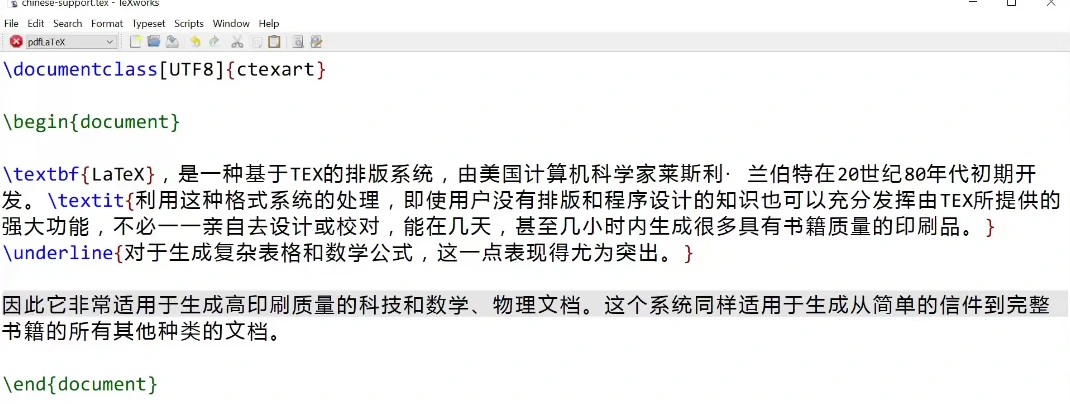 chinese-support.tex - TeXworks
File Edit Search Format Typeset Scripts Window Help
pdfLaTeX
\documentclass[UTF8]{ctexart}
\begin{document}
\textbf{LaTeX}，是一种基于TEX的排版系统，由美国计算机科学家莱斯利· 兰伯特在20世纪80年代初期开
发。\textit{利用这种格式系统的处理，即使用户没有排版和程序设计的知识也可以充分发挥由TEX所提供的
强大功能，不必一一亲自去设计或校对，能在几天，甚至几小时内生成很多具有书籍质量的印刷品。}
\underline{对于生成复杂表格和数学公式，这一点表现得尤为突出。}
因此它非常适用于生成高印刷质量的科技和数学、物理文档。这个系统同样适用于生成从简单的信件到完整
书籍的所有其他种类的文档。
\end{document}